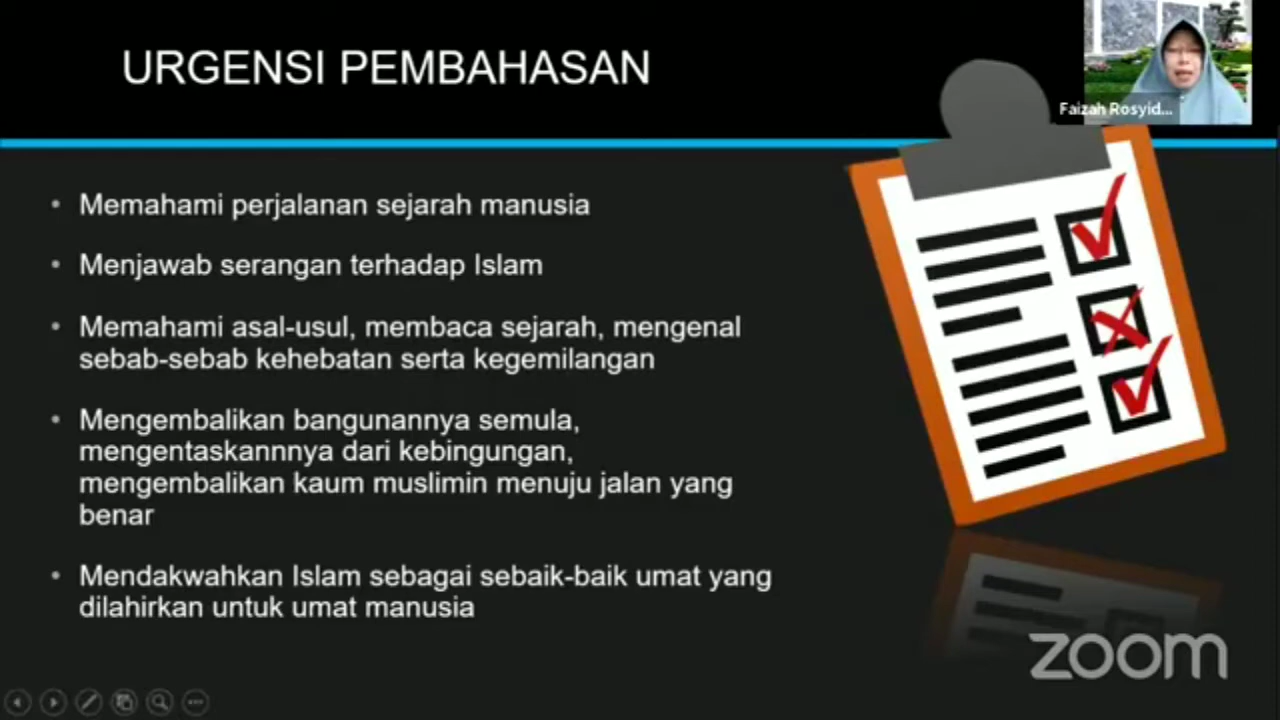 URGENSI PEMBAHASAN
Faizah Rosyid...
• Memahami perjalanan sejarah manusia
• Menjawab serangan terhadap Islam
• Memahami asal-usul, membaca sejarah, mengenal
sebab-sebab kehebatan serta kegemilangan
• Mengembalikan bangunannya semula,
mengentaskannnya dari kebingungan,
mengembalikan kaum muslimin menuju jalan yang
benar
• Mendakwahkan Islam sebagai sebaik-baik umat yang
dilahirkan untuk umat manusia
zoom